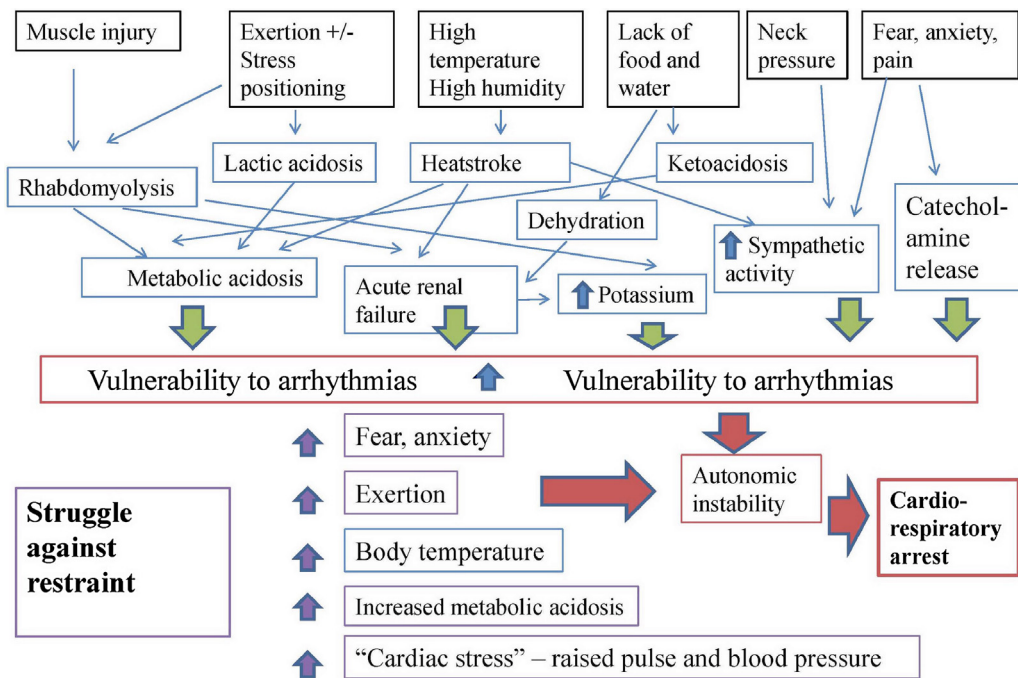 Muscle injury
Exertion +/-
Stress
positioning
High
temperature
High humidity
Lack of
food and
water
Neck
pressure
Fear, anxiety,
pain
Rhabdomyolysis
Lactic acidosis
Heatstroke
Ketoacidosis
Dehydration
Catechol-
amine
release
Metabolic acidosis
Acute renal
failure
Potassium
Sympathetic
activity
Vulnerability to arrhythmias
Vulnerability to arrhythmias
Struggle
against
restraint
Fear, anxiety
Exertion
Body temperature
Increased metabolic acidosis
“Cardiac stress” – raised pulse and blood pressure
Autonomic
instability
Cardio-
respiratory
arrest